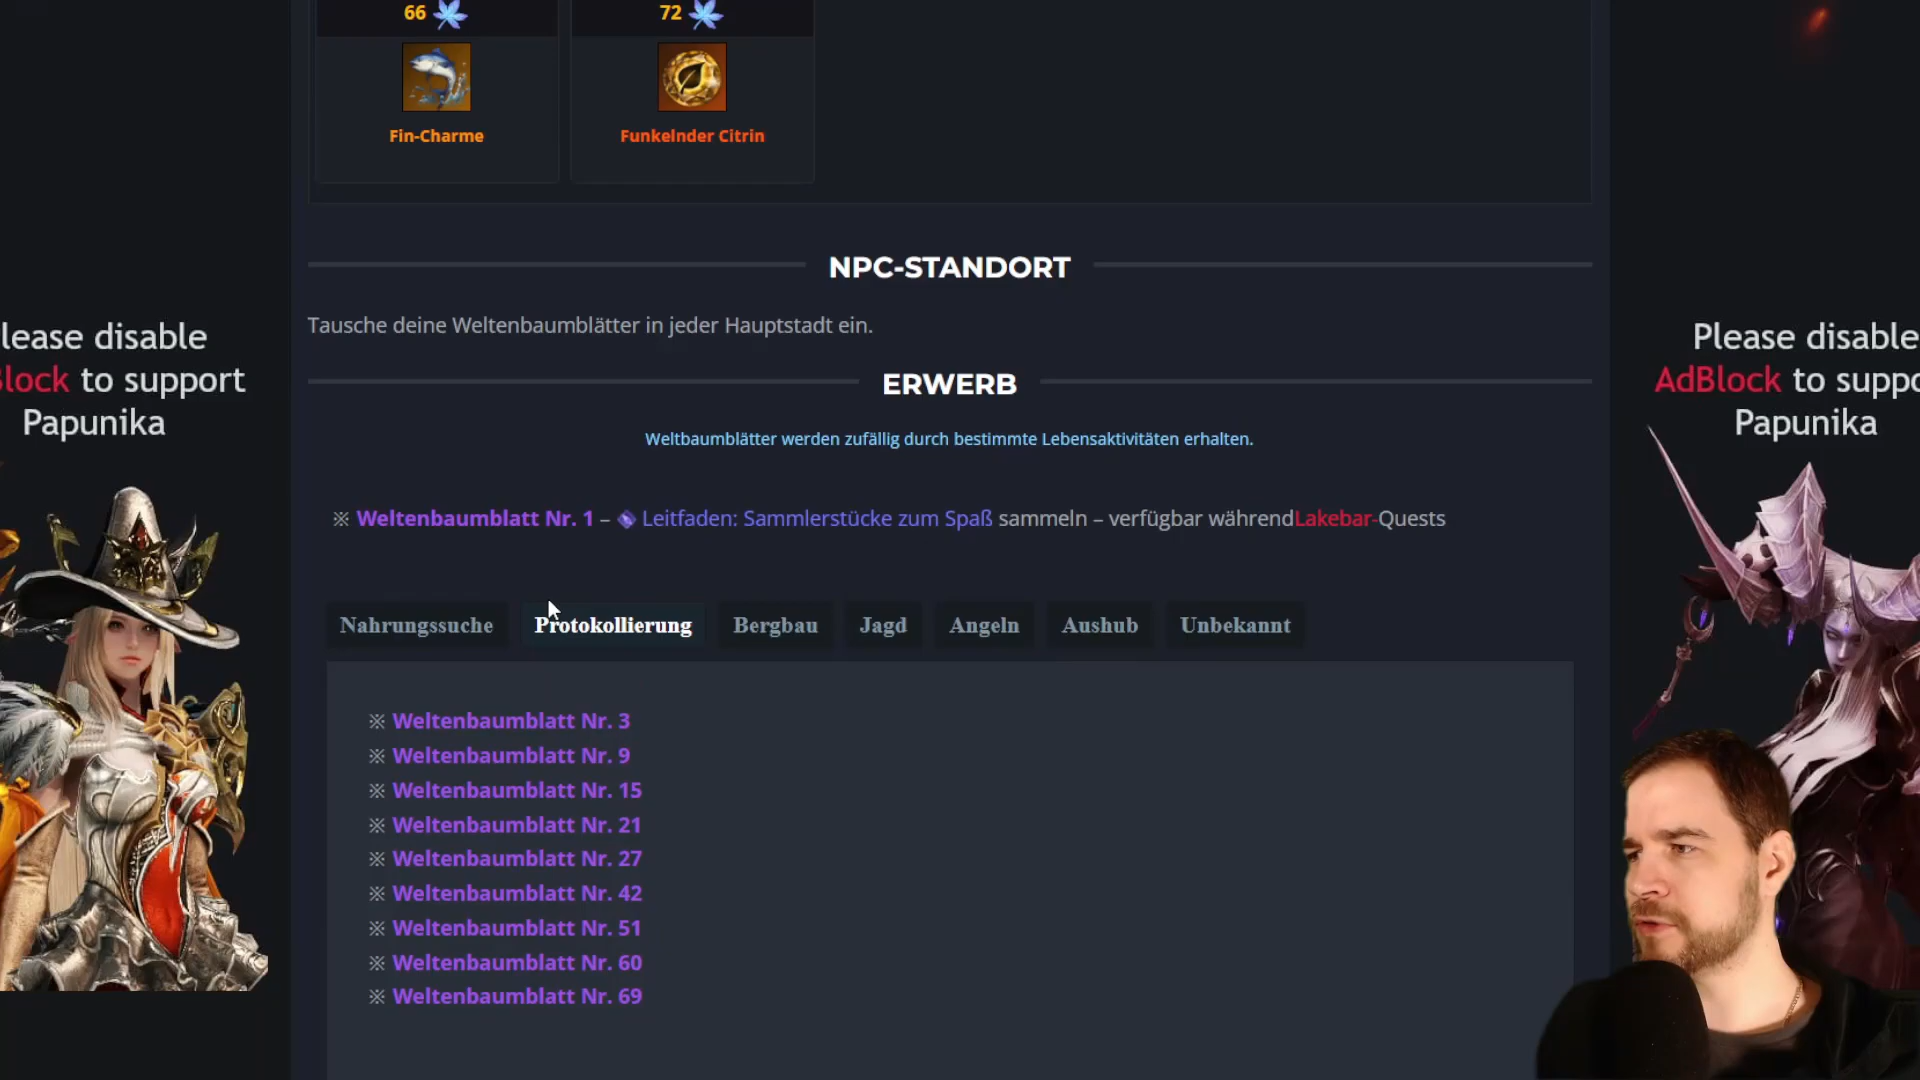 66
72
Fin-Charme
Funkelnder Citrin
NPC-STANDORT
Tausche deine Weltenbaumblätter in jeder Hauptstadt ein.
ERWERB
Weltbaumblätter werden zufällig durch bestimmte Lebensaktivitäten erhalten.
※ Weltenbaumblatt Nr. 1 – Leitfaden: Sammlerstücke zum Spaß sammeln – verfügbar währendLakebar-Quests
Nahrungssuche Protokollierung Bergbau Jagd Angeln Aushub Unbekannt
※ Weltenbaumblatt Nr. 3
※ Weltenbaumblatt Nr. 9
※ Weltenbaumblatt Nr. 15
※ Weltenbaumblatt Nr. 21
※ Weltenbaumblatt Nr. 27
※ Weltenbaumblatt Nr. 42
※ Weltenbaumblatt Nr. 51
※ Weltenbaumblatt Nr. 60
※ Weltenbaumblatt Nr. 69
lease disable
Block to support
Papunika
Please disable
AdBlock to suppo
Papunika